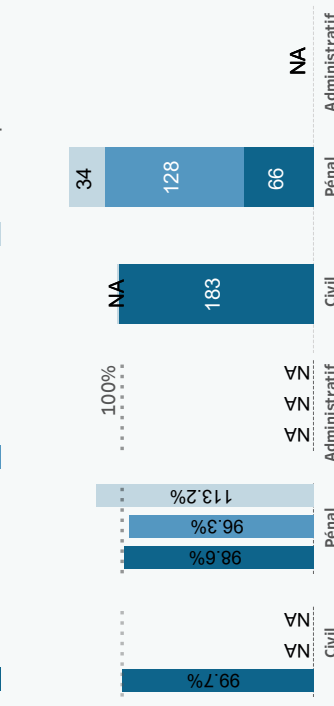 NA
Administratif
34
128
66
Pénal
NA
183
Civil
100%
NA
NA
NA
Administratif
113.2%
96.3%
98.6%
Pénal
NA
NA
99.7%
Civil